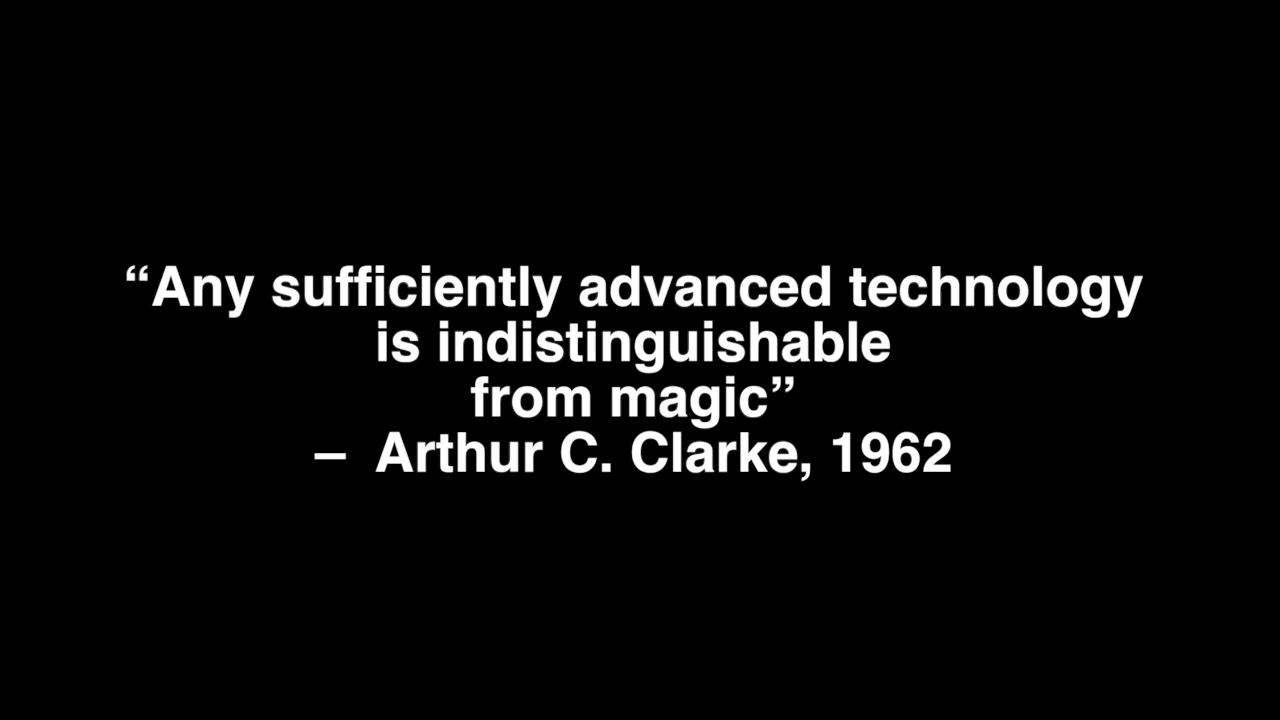 “Any sufficiently advanced technology
is indistinguishable
from magic”
– Arthur C. Clarke, 1962